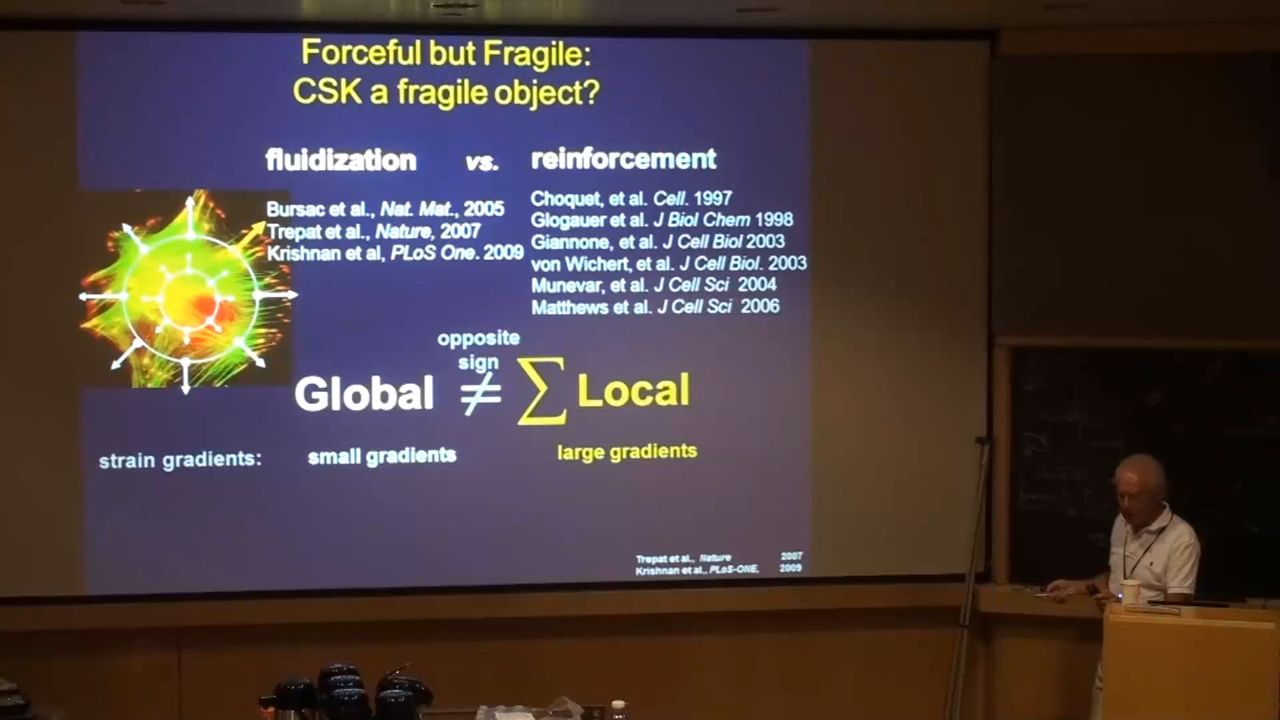 Forceful but Fragile:
CSK a fragile object?
fluidization vs. reinforcement
Bursac et al., Nat. Mat., 2005
Trepat et al., Nature, 2007
Krishnan et al, PLoS One. 2009
Choquet, et al. Cell. 1997
Glogauer et al. J Biol Chem 1998
Giannone, et al. J Cell Biol 2003
von Wichert, et al. J Cell Biol. 2003
Munevar, et al. J Cell Sci 2004
Matthews et al. J Cell Sci 2006
opposite
sign
Global ≠ ∑ Local
strain gradients: small gradients large gradients
Trepat et al., Nature 2007
Krishnan et al., PLoS-ONE, 2009